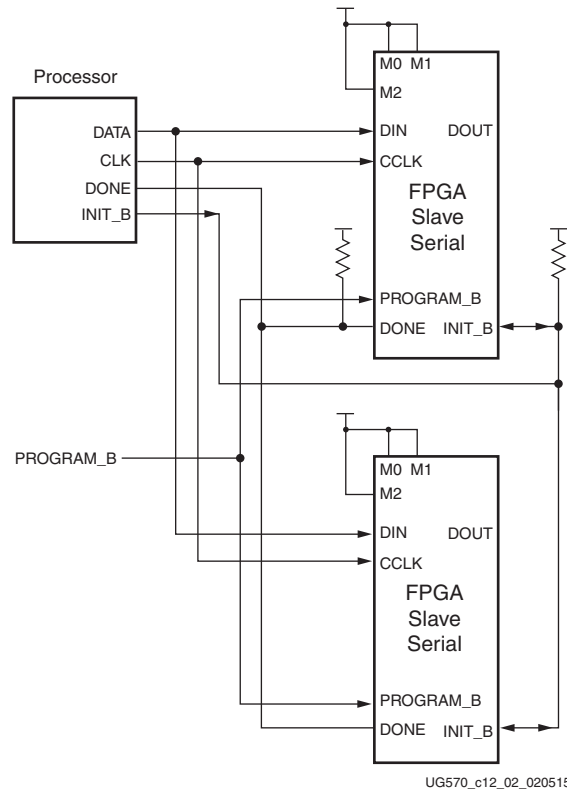 Processor
DATA
CLK
DONE
INIT_B
M0 M1
M2
DIN DOUT
CCLK
FPGA
Slave
Serial
PROGRAM_B
DONE INIT_B
PROGRAM_B
M0 M1
M2
DIN DOUT
CCLK
FPGA
Slave
Serial
PROGRAM_B
DONE INIT_B
UG570_c12_02_020515